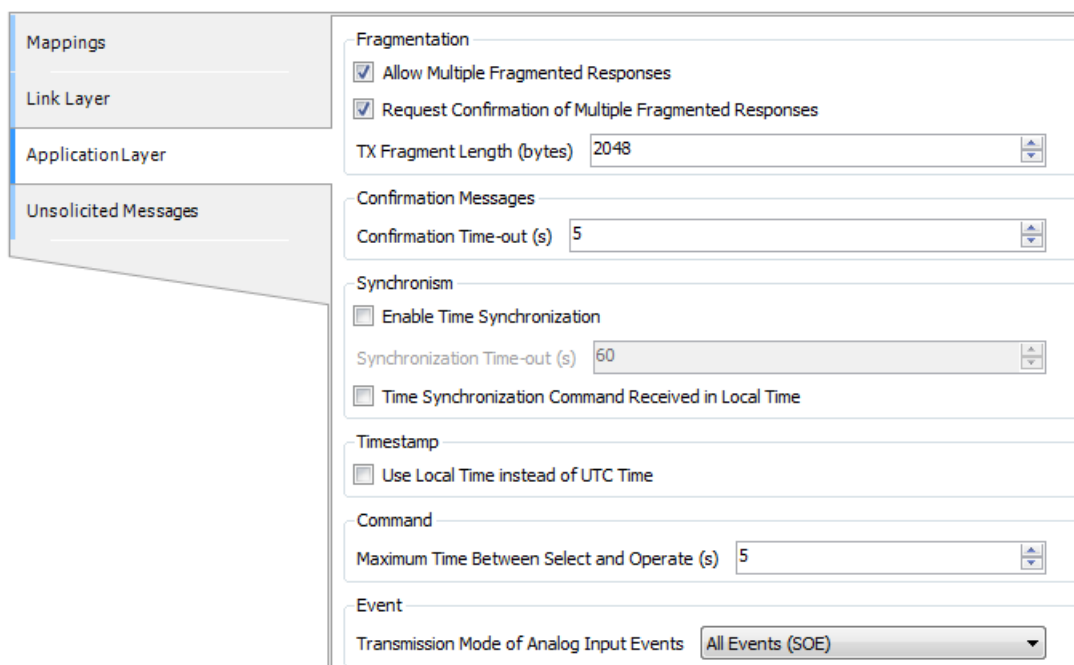 Mappings
Link Layer
Application Layer
Unsolicited Messages
Fragmentation
Allow Multiple Fragmented Responses
Request Confirmation of Multiple Fragmented Responses
TX Fragment Length (bytes) 2048
Confirmation Messages
Confirmation Time-out (s) 5
Synchronism
Enable Time Synchronization
Synchronization Time-out (s) 60
Time Synchronization Command Received in Local Time
Timestamp
Use Local Time instead of UTC Time
Command
Maximum Time Between Select and Operate (s) 5
Event
Transmission Mode of Analog Input Events All Events (SOE)